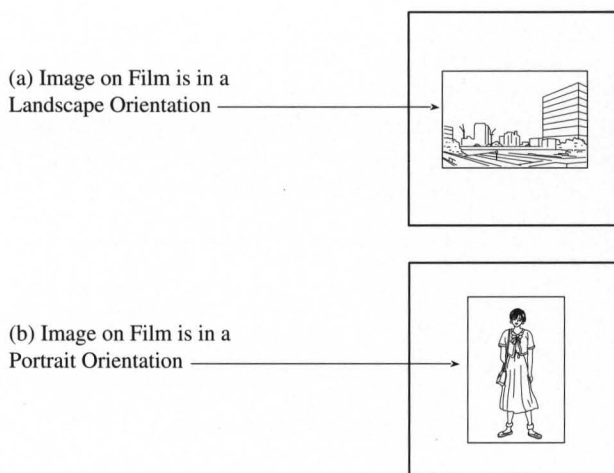 (a) Image on Film is in a
Landscape Orientation
(b) Image on Film is in a
Portrait Orientation